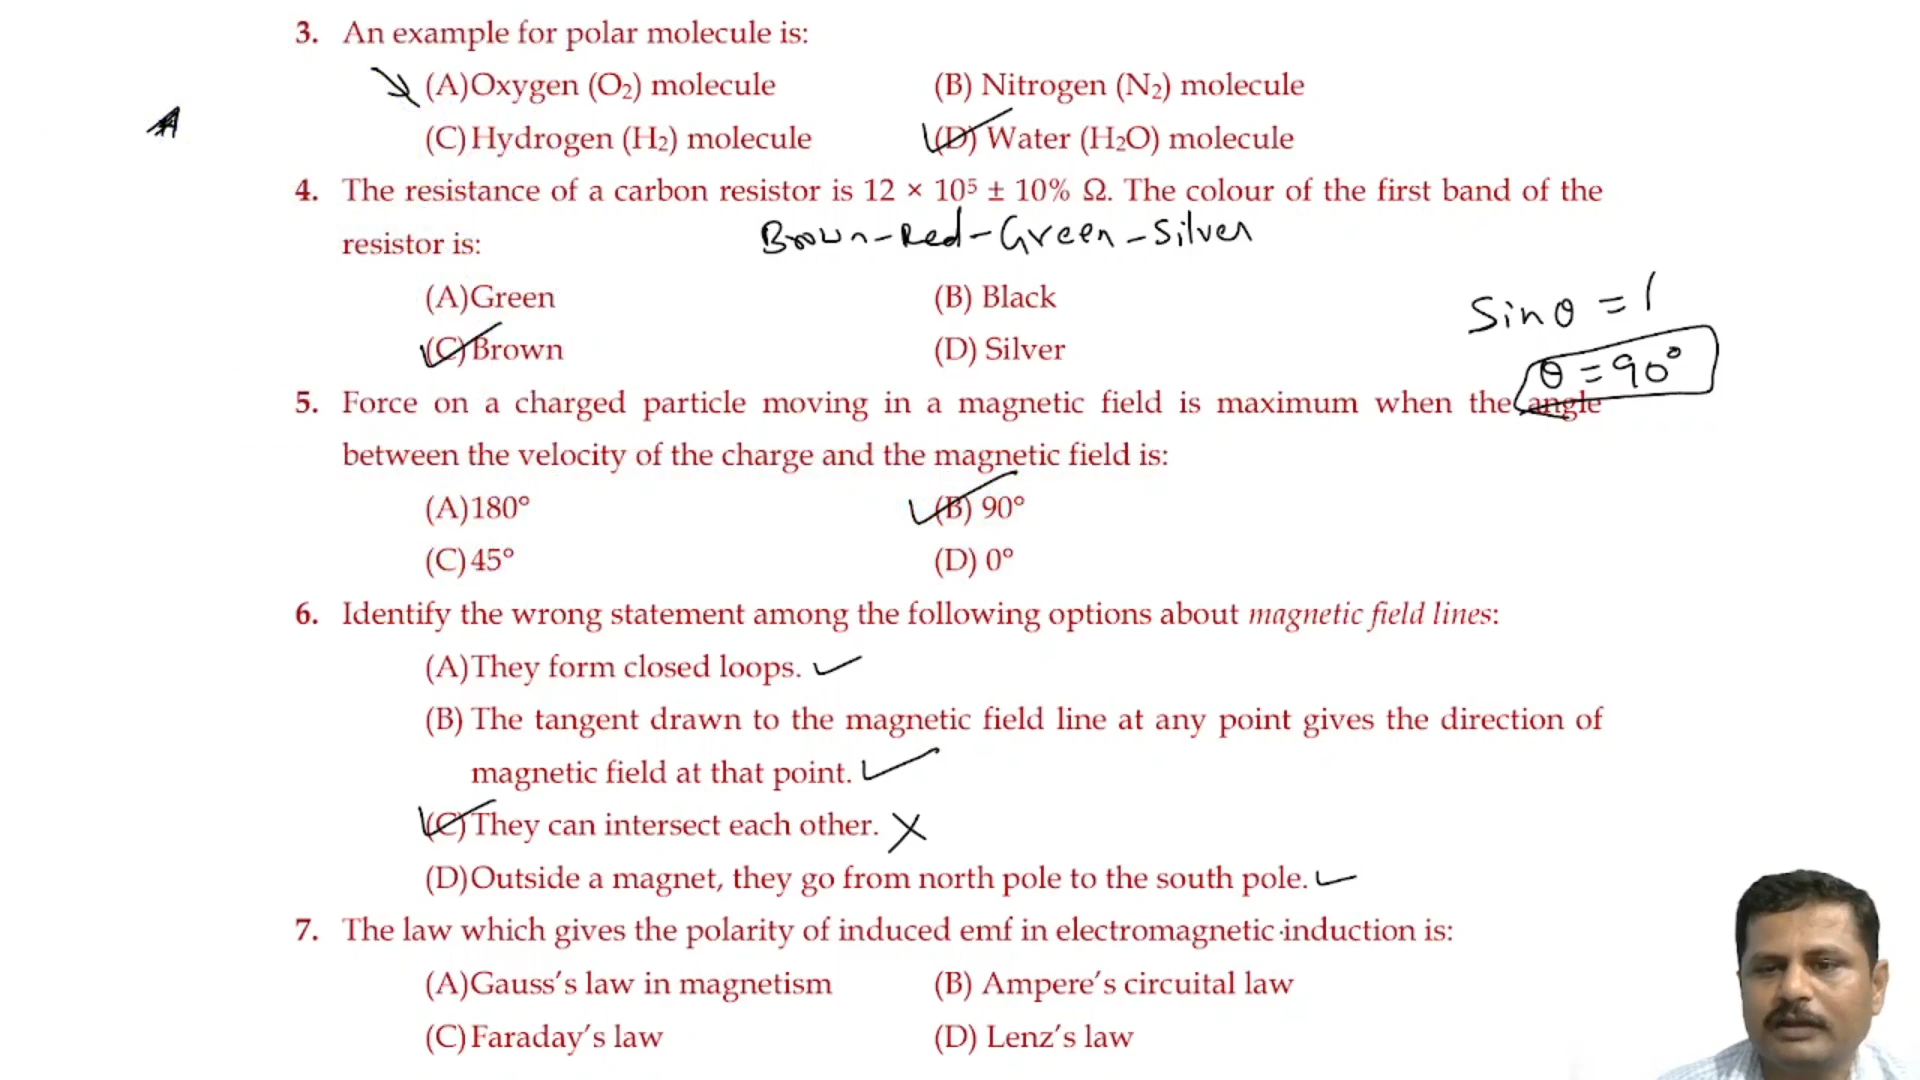 3. An example for polar molecule is:
(A)Oxygen (O₂) molecule (B) Nitrogen (N₂) molecule
(C)Hydrogen (H₂) molecule (D) Water (H₂O) molecule
4. The resistance of a carbon resistor is 12 × 10⁵ ± 10% Ω. The colour of the first band of the
resistor is: Brown-Red-Green-Silver
(A)Green (B) Black
Sinθ = 1
(C)Brown (D) Silver
θ = 90°
5. Force on a charged particle moving in a magnetic field is maximum when the angle
between the velocity of the charge and the magnetic field is:
(A)180° (B) 90°
(C)45° (D) 0°
6. Identify the wrong statement among the following options about magnetic field lines:
(A)They form closed loops.
(B) The tangent drawn to the magnetic field line at any point gives the direction of
magnetic field at that point.
(C)They can intersect each other.
(D)Outside a magnet, they go from north pole to the south pole.
7. The law which gives the polarity of induced emf in electromagnetic induction is:
(A)Gauss's law in magnetism (B) Ampere's circuital law
(C)Faraday's law (D) Lenz's law